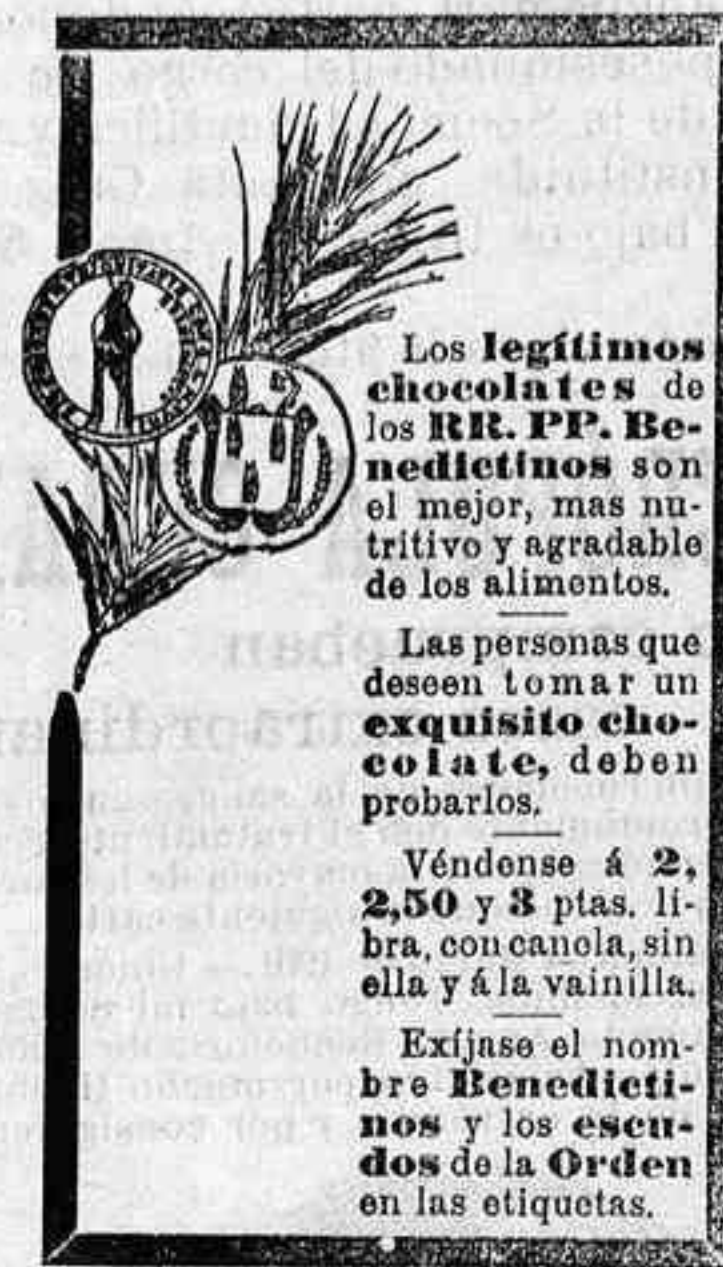 Los legítimos
chocolates de
los RR. PP. Be-
nedictinos son
el mejor, mas nu-
tritivo y agradable
de los alimentos.
Las personas que
deseen tomar un
exquisito cho-
colate, deben
probarlos.
Véndense á 2,
2,50 y 3 ptas. li-
bra, con canela, sin
ella y á la vainilla.
Exíjase el nom-
bre Benedicti-
nos y los escu-
dos de la Orden
en las etiquetas.